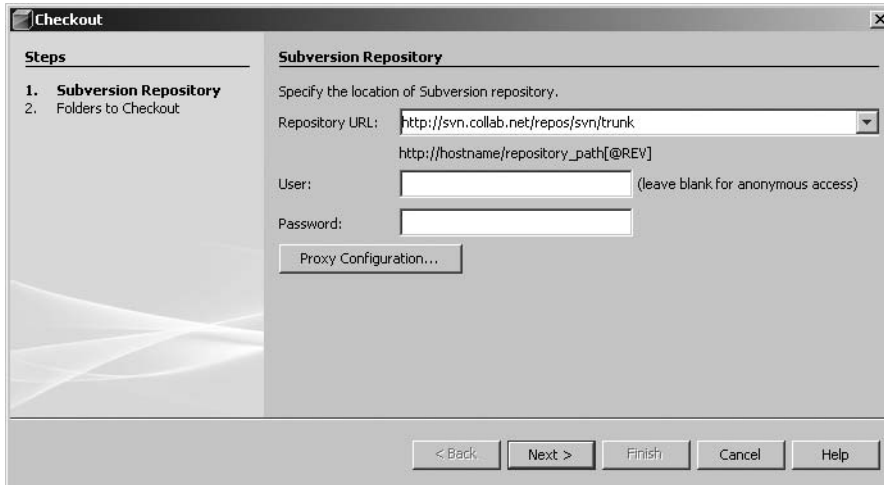 Checkout
Steps
1. Subversion Repository
2. Folders to Checkout
Subversion Repository
Specify the location of Subversion repository.
Repository URL: http://svn.collab.net/repos/svn/trunk
http://hostname/repository_path[@REV]
User: (leave blank for anonymous access)
Password:
Proxy Configuration...
< Back Next > Finish Cancel Help